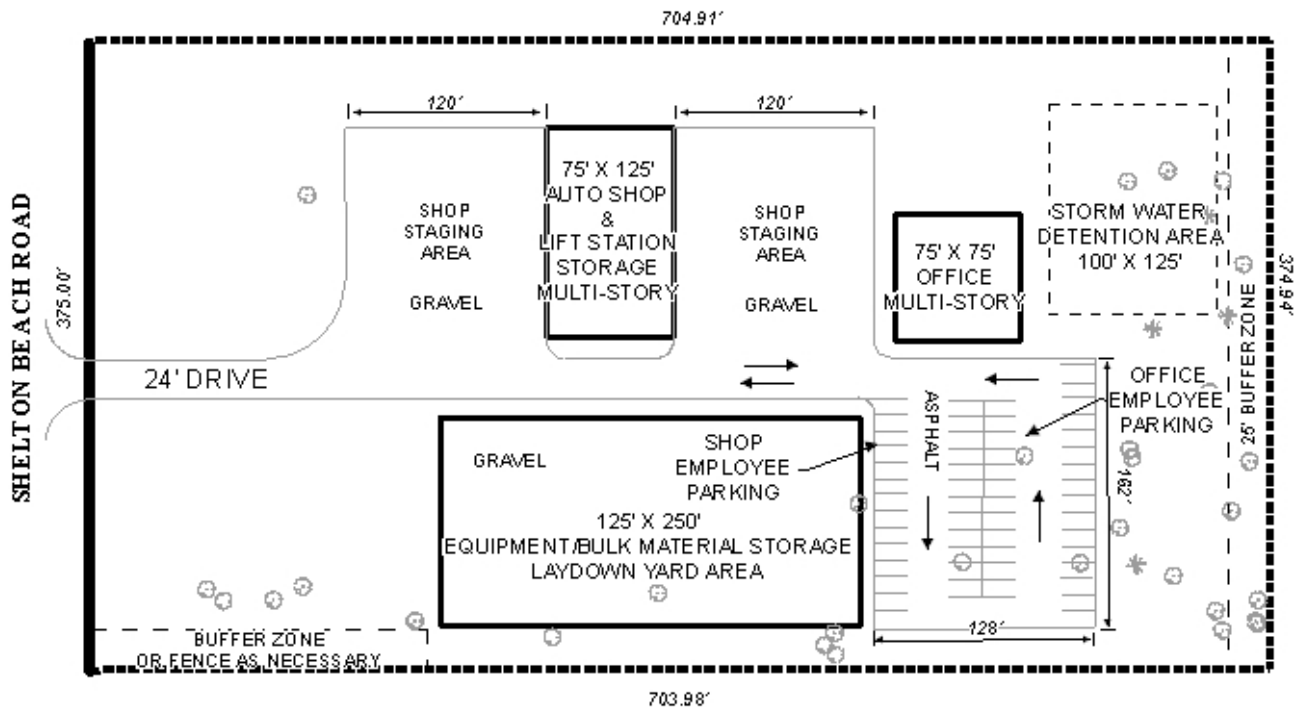 704.91'
120'
120'
75' X 125'
AUTO SHOP
&
LIFT STATION
STORAGE
MULTI-STORY
SHOP
STAGING
AREA
GRAVEL
SHOP
STAGING
AREA
GRAVEL
75' X 75'
OFFICE
MULTI-STORY
STORM WATER
DETENTION AREA
100' X 125'
SHELTON BEACH ROAD
375.00'
374.94'
25' BUFFER ZONE
24' DRIVE
OFFICE
EMPLOYEE
PARKING
ASPHALT
SHOP
EMPLOYEE
PARKING
162'
GRAVEL
125' X 250'
EQUIPMENT/BULK MATERIAL STORAGE
LAYDOWN YARD AREA
128'
BUFFER ZONE
OR FENCE AS NECESSARY
703.98'